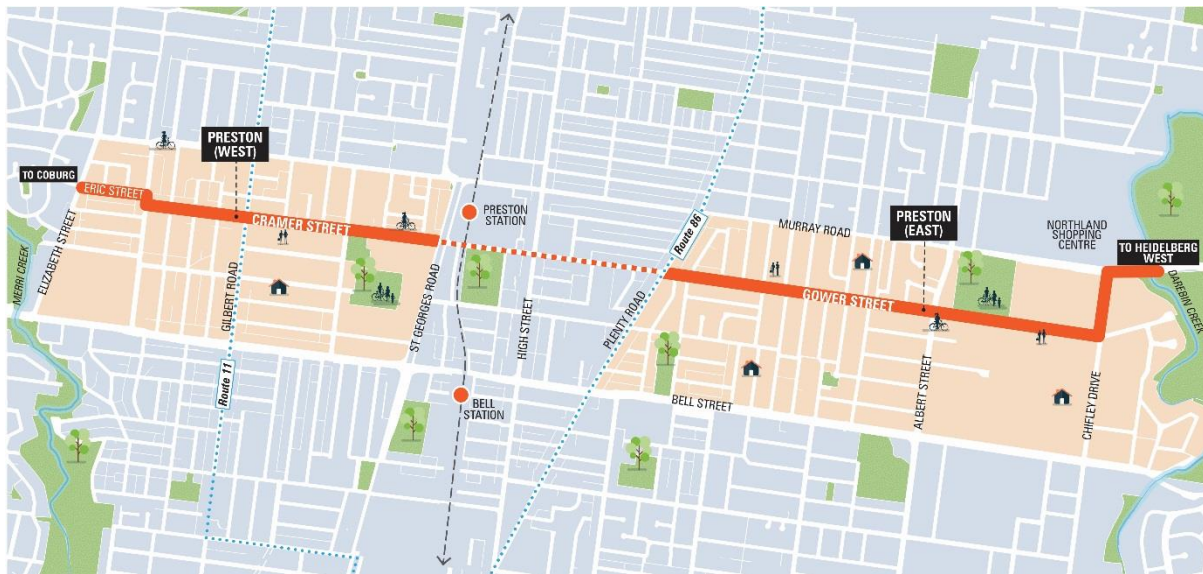 PRESTON
(WEST)
TO COBURG
ERIC STREET
CRAMER STREET
MERRI CREEK
ELIZABETH STREET
GILBERT ROAD
Route 11
ST GEORGES ROAD
PRESTON
STATION
HIGH STREET
BELL
STATION
PLENTY ROAD
Route 86
MURRAY ROAD
PRESTON
(EAST)
GOWER STREET
BELL STREET
ALBERT STREET
NORTHLAND
SHOPPING
CENTRE
TO HEIDELBERG
WEST
DAREBIN CREEK
CHIFLEY DRIVE